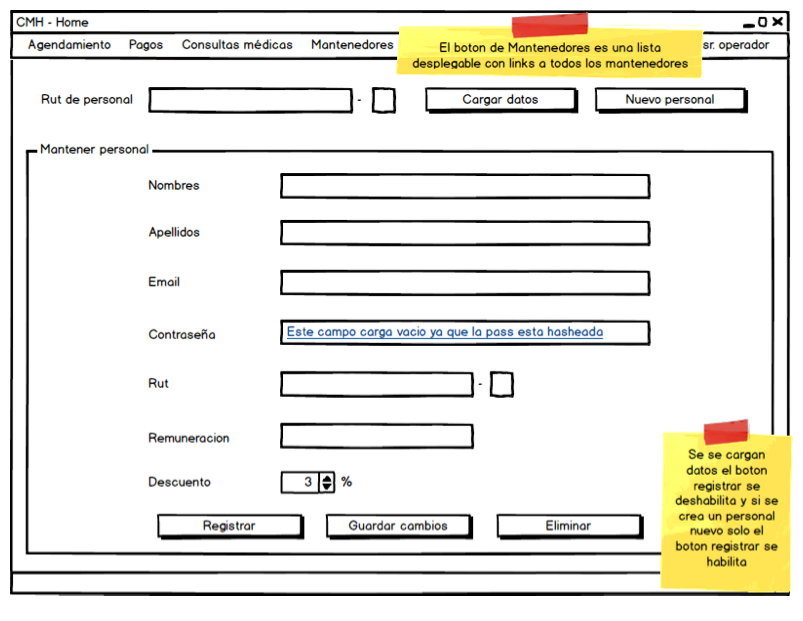 CMH - Home
Agendamiento Pagos Consultas médicas Mantenedores
El boton de Mantenedores es una lista
desplegable con links a todos los mantenedores
sr. operador
Rut de personal - Cargar datos Nuevo personal
Mantener personal
Nombres
Apellidos
Email
Contraseña Este campo carga vacio ya que la pass esta hasheada
Rut -
Remuneracion
Descuento 3 %
Registrar Guardar cambios Eliminar
Se se cargan
datos el boton
registrar se
deshabilita y si se
crea un personal
nuevo solo el
boton registrar se
habilita